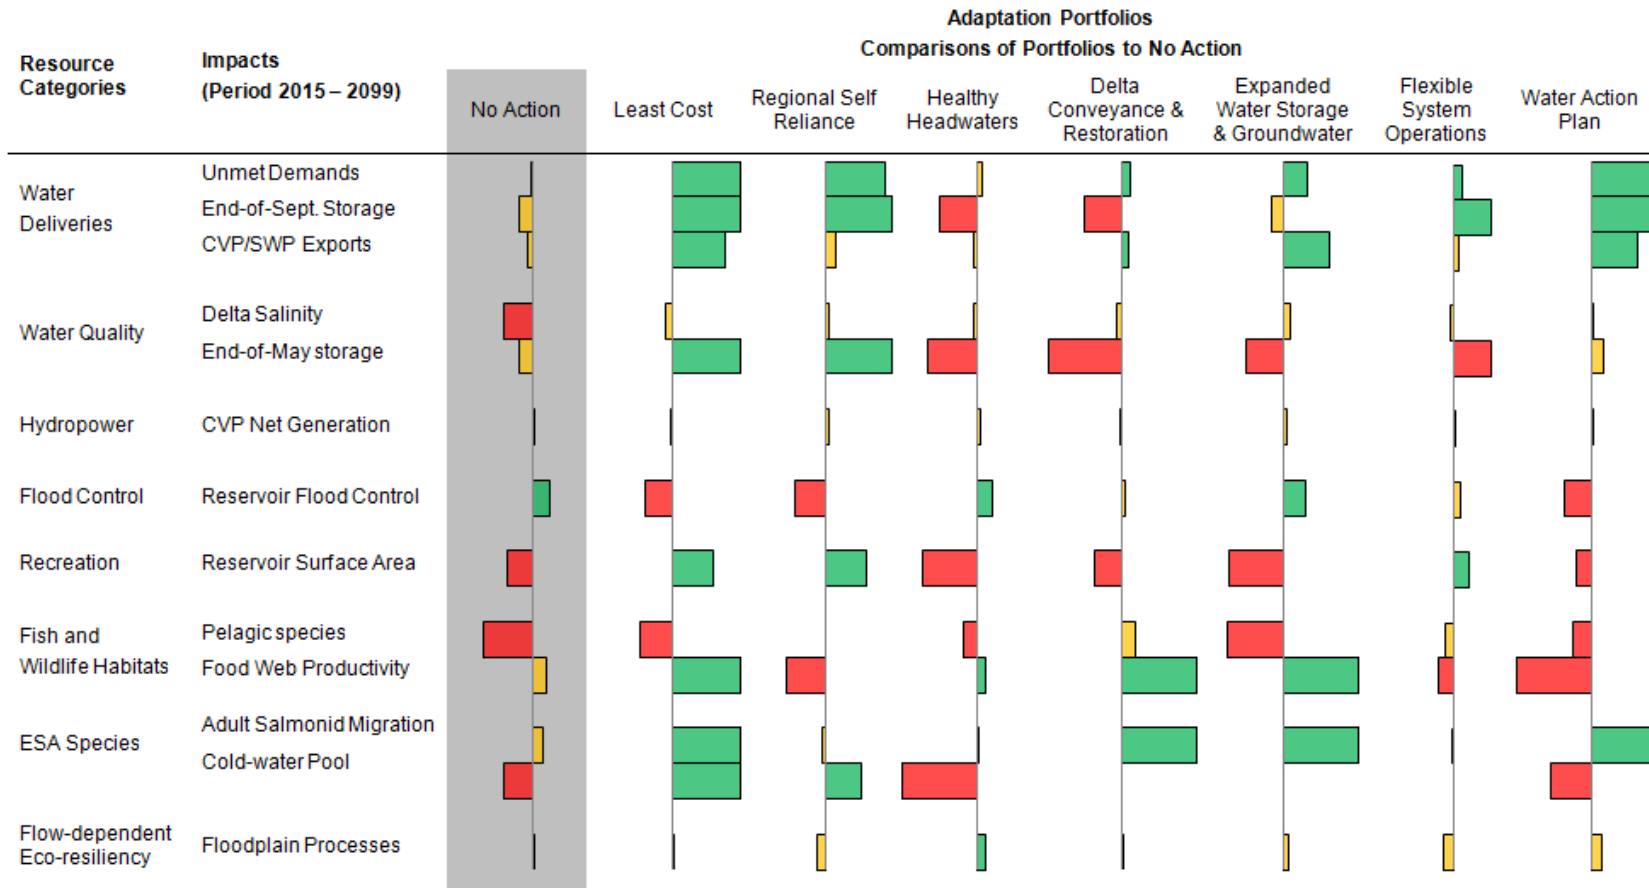 Adaptation Portfolios
Comparisons of Portfolios to No Action
Resource
Categories
Impacts
(Period 2015 – 2099)
No Action
Least Cost
Regional Self
Reliance
Healthy
Headwaters
Delta
Conveyance &
Restoration
Expanded
Water Storage
& Groundwater
Flexible
System
Operations
Water Action
Plan
Water
Deliveries
Unmet Demands
End-of-Sept. Storage
CVP/SWP Exports
Water Quality
Delta Salinity
End-of-May storage
Hydropower
CVP Net Generation
Flood Control
Reservoir Flood Control
Recreation
Reservoir Surface Area
Fish and
Wildlife Habitats
Pelagic species
Food Web Productivity
ESA Species
Adult Salmonid Migration
Cold-water Pool
Flow-dependent
Eco-resiliency
Floodplain Processes